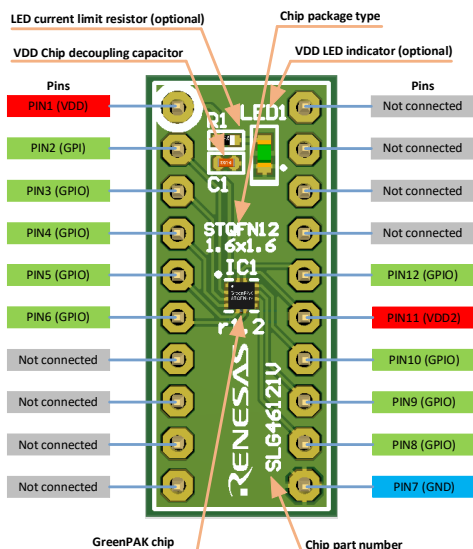 LED current limit resistor (optional)
Chip package type
VDD Chip decoupling capacitor
VDD LED indicator (optional)
Pins
Pins
PIN1 (VDD)
Not connected
PIN2 (GPI)
Not connected
PIN3 (GPIO)
Not connected
PIN4 (GPIO)
Not connected
PIN5 (GPIO)
PIN12 (GPIO)
PIN6 (GPIO)
PIN11 (VDD2)
Not connected
PIN10 (GPIO)
Not connected
PIN9 (GPIO)
Not connected
PIN8 (GPIO)
Not connected
PIN7 (GND)
R1
LED1
C1
STQFN12
1.6x1.6
IC1
GreenPAK
r1.2
RENESAS
SLG46121V
GreenPAK chip
Chip part number